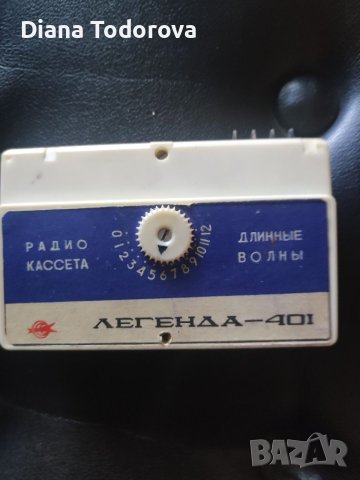 Diana Todorova
РАДИО
КАССЕТА
0 1 2 3 4 5 6 7 8 9 10 11 12
ДЛИННЫЕ
ВОЛНЫ
ЛЕГЕНДА-401
BAZAR